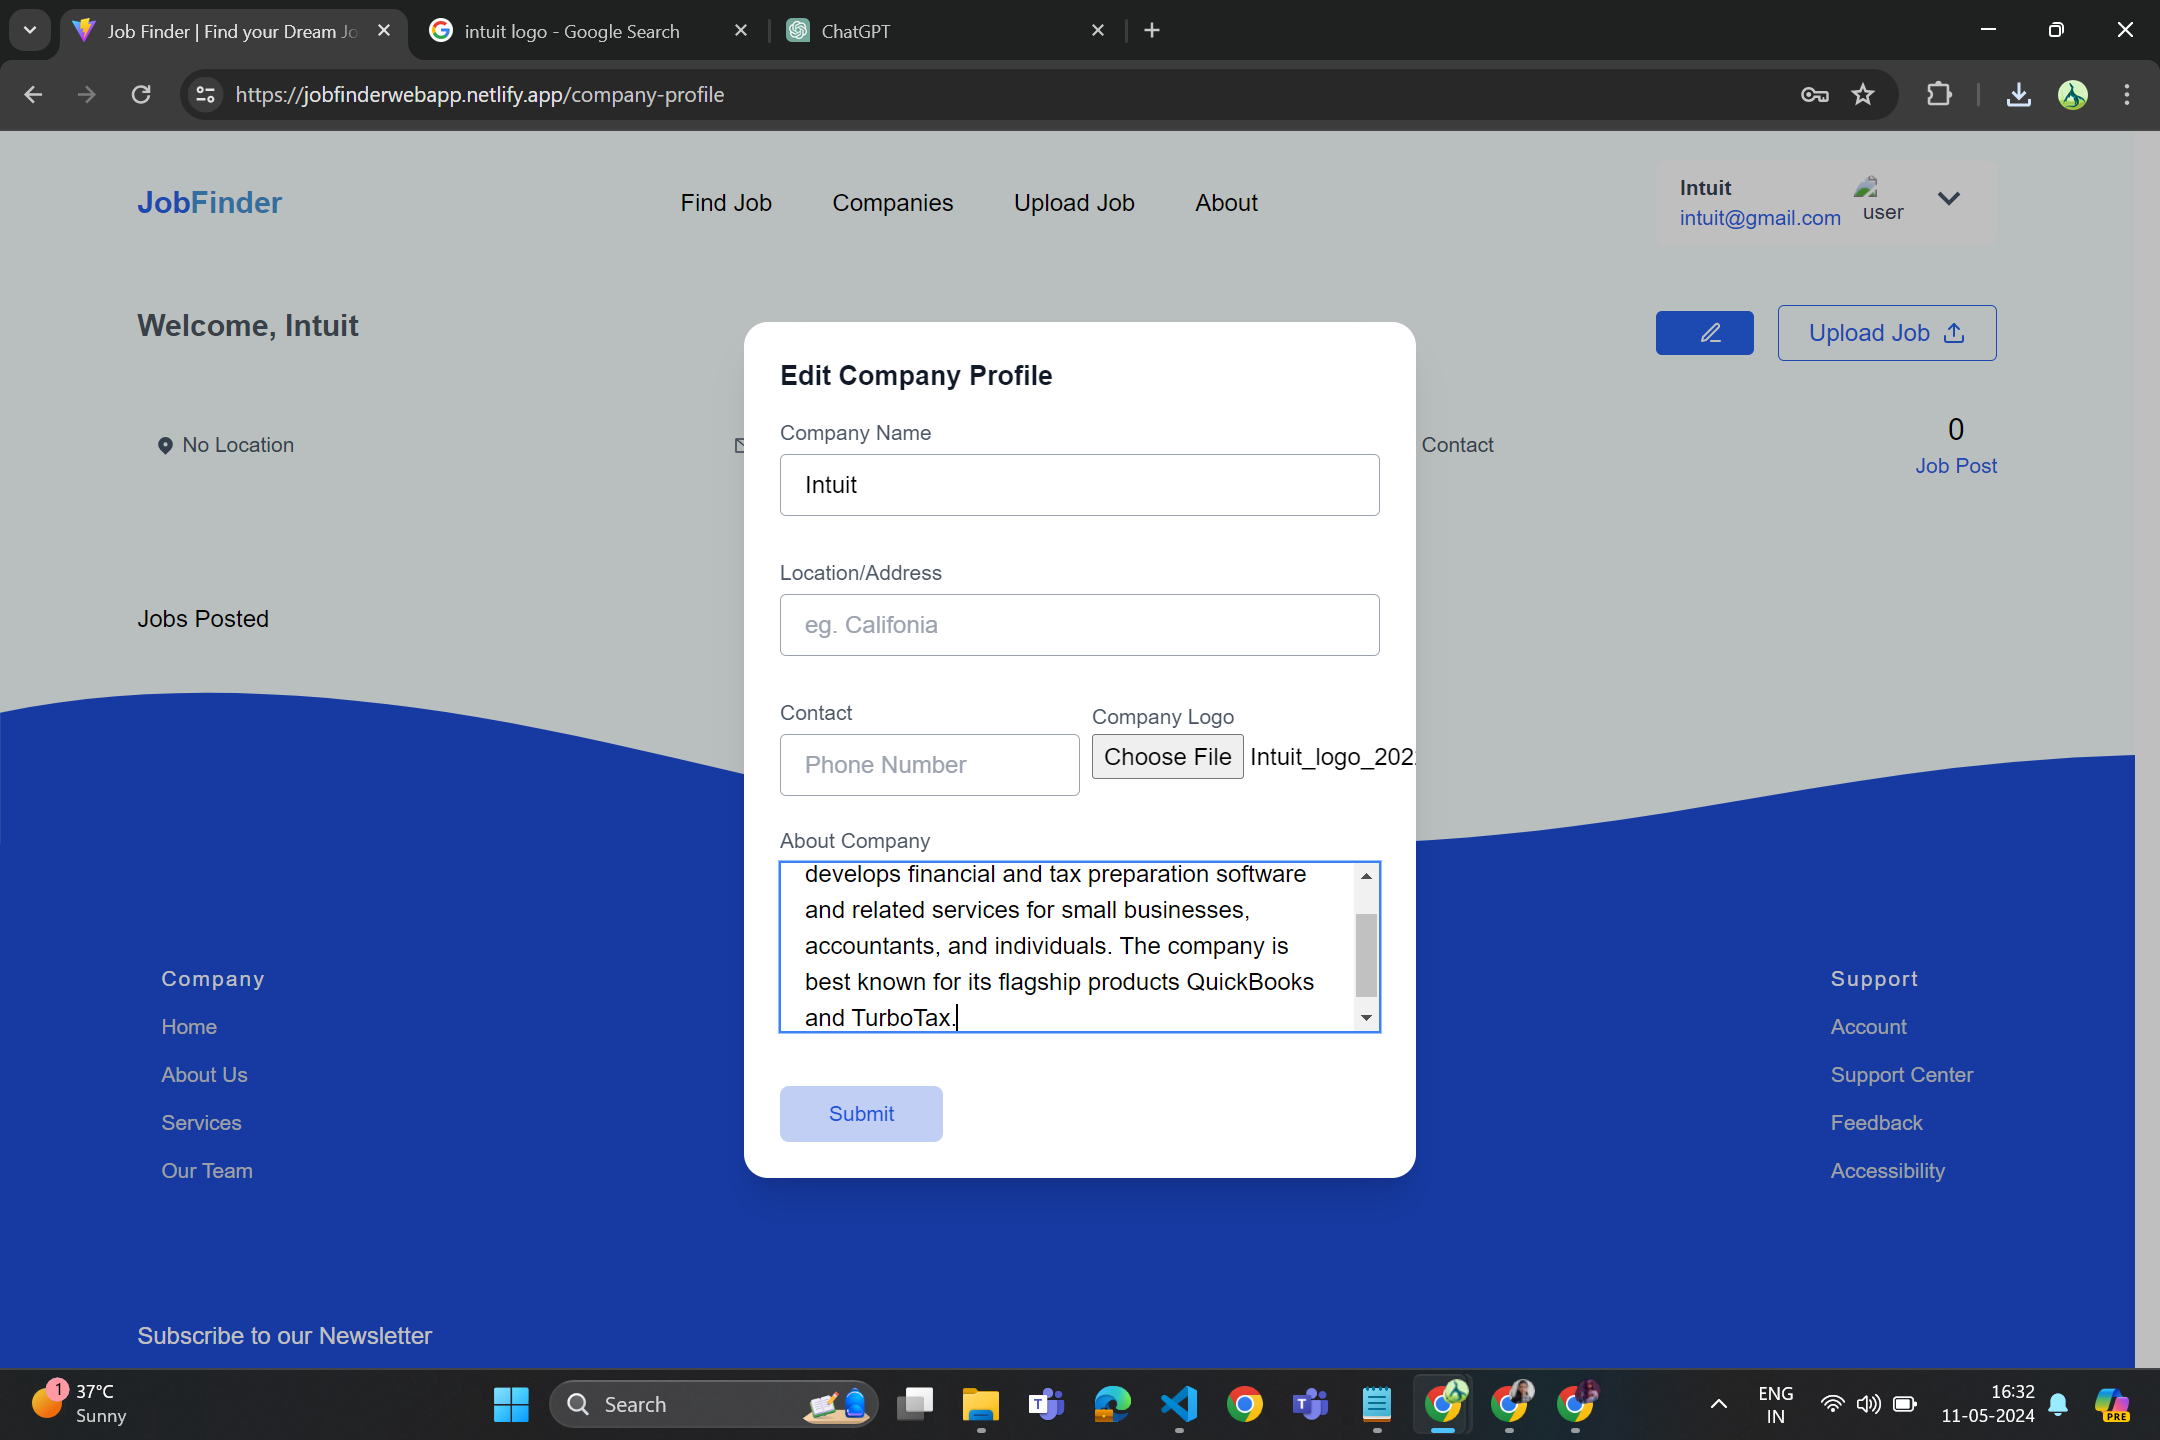 Job Finder | Find your Dream Jo
intuit logo - Google Search
ChatGPT
https://jobfinderwebapp.netlify.app/company-profile
JobFinder
Find Job
Companies
Upload Job
About
Intuit
intuit@gmail.com
user
Welcome, Intuit
Upload Job
No Location
Contact
0
Job Post
Jobs Posted
Edit Company Profile
Company Name
Intuit
Location/Address
eg. Califonia
Contact
Phone Number
Company Logo
Choose File
Intuit_logo_202
About Company
develops financial and tax preparation software
and related services for small businesses,
accountants, and individuals. The company is
best known for its flagship products QuickBooks
and TurboTax.
Submit
Company
Home
About Us
Services
Our Team
Support
Account
Support Center
Feedback
Accessibility
Subscribe to our Newsletter
1
37°C
Sunny
Search
ENG
IN
16:32
11-05-2024
PRE